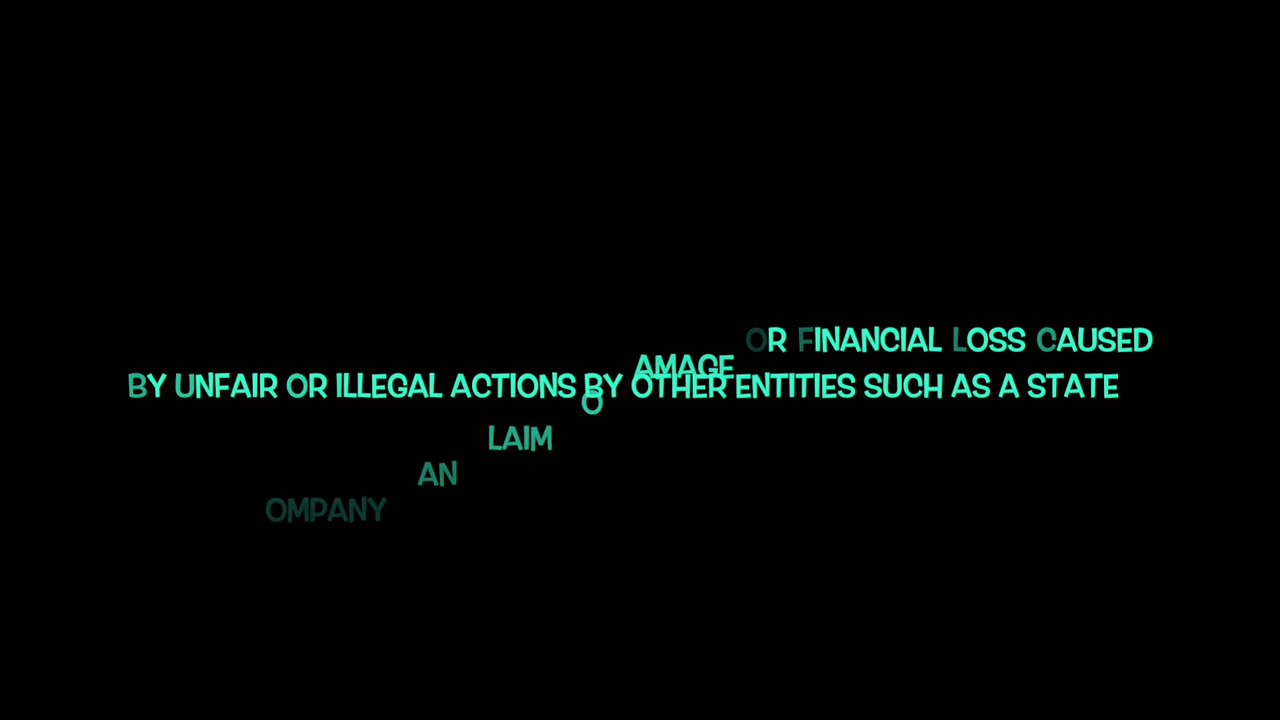 OR FINANCIAL LOSS CAUSED
AMAGE
BY UNFAIR OR ILLEGAL ACTIONS BY OTHER ENTITIES SUCH AS A STATE
O
LAIM
AN
OMPANY